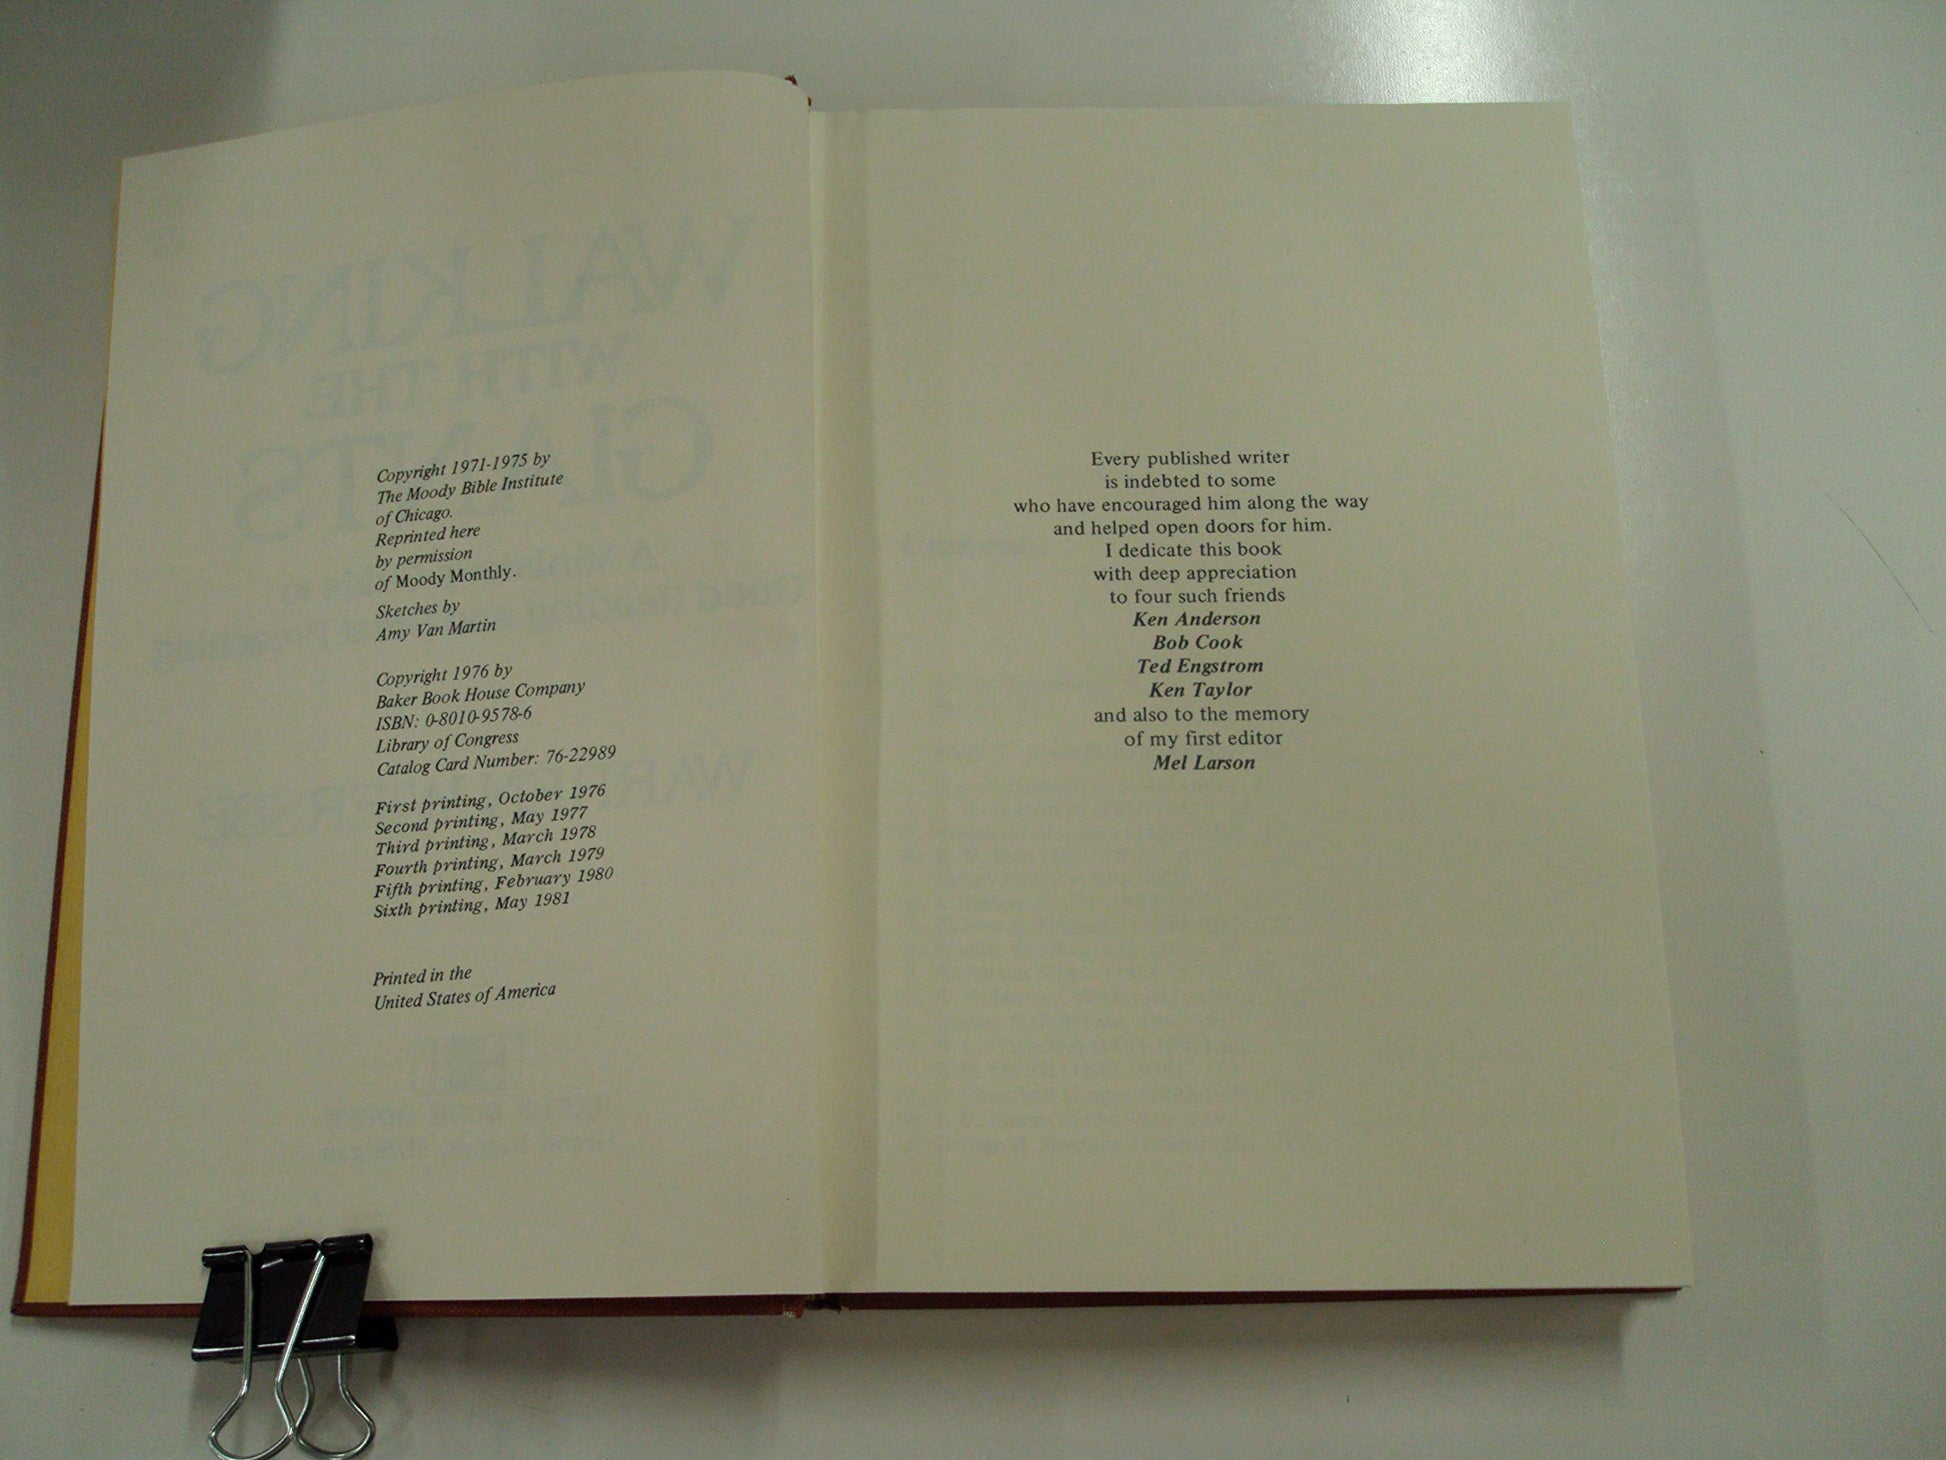 Copyright 1971-1975 by
The Moody Bible Institute
of Chicago.
Reprinted here
by permission
of Moody Monthly.
Sketches by
Amy Van Martin
Copyright 1976 by
Baker Book House Company
ISBN: 0-8010-9578-6
Library of Congress
Catalog Card Number: 76-22989
First printing, October 1976
Second printing, May 1977
Third printing, March 1978
Fourth printing, March 1979
Fifth printing, February 1980
Sixth printing, May 1981
Printed in the
United States of America
WALKING
WITH THE
GIANTS
Every published writer
is indebted to some
who have encouraged him along the way
and helped open doors for him.
I dedicate this book
with deep appreciation
to four such friends
Ken Anderson
Bob Cook
Ted Engstrom
Ken Taylor
and also to the memory
of my first editor
Mel Larson